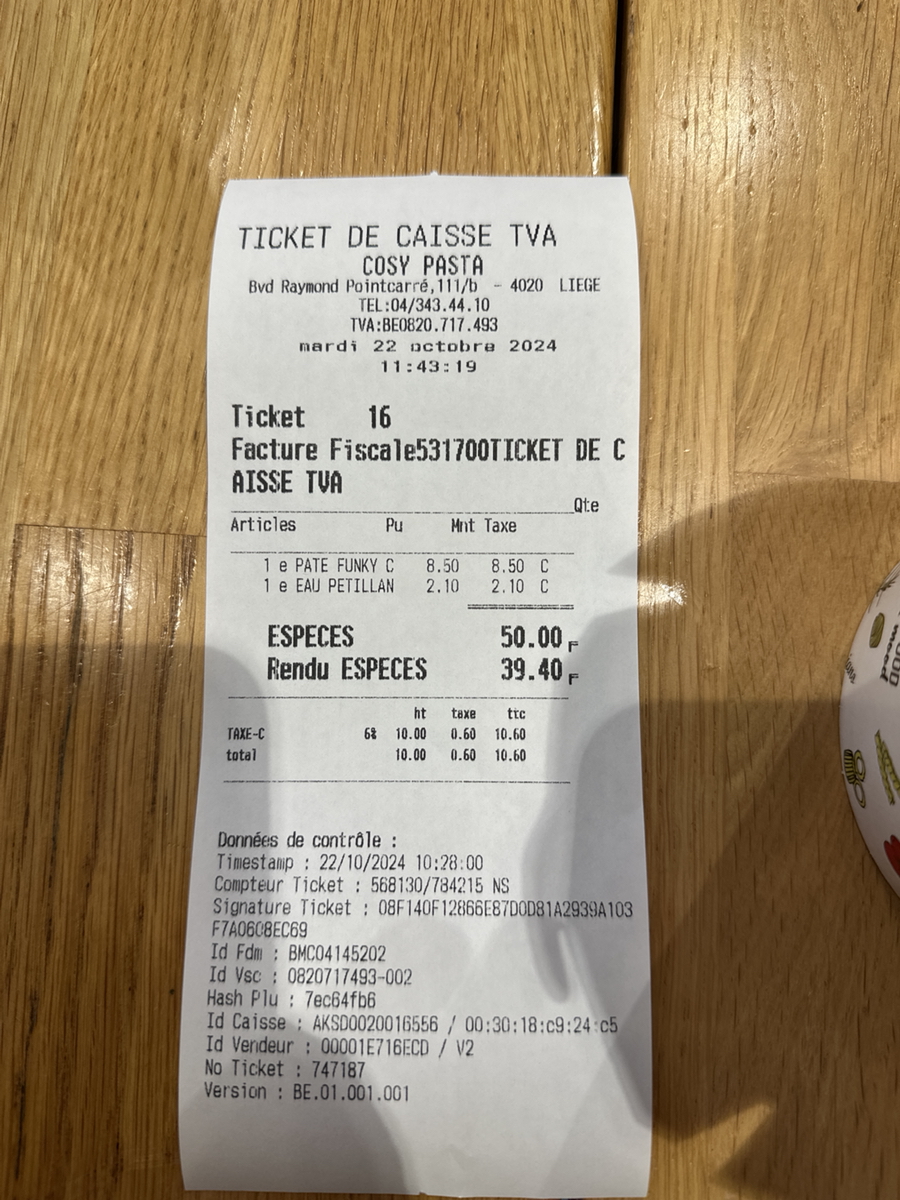 TICKET DE CAISSE TVA
COSY PASTA
Bvd Raymond Pointcarré,111/b - 4020 LIEGE
TEL:04/343.44.10
TVA:BE0820.717.493
mardi 22 octobre 2024
11:43:19
Ticket 16
Facture Fiscale531700TICKET DE C
AISSE TVA
Qte
Articles Pu Mnt Taxe
1 e PATE FUNKY C 8.50 8.50 C
1 e EAU PETILLAN 2.10 2.10 C
ESPECES 50.00 F
Rendu ESPECES 39.40 F
ht taxe ttc
TAXE-C 6% 10.00 0.60 10.60
total 10.00 0.60 10.60
Données de contrôle :
Timestamp : 22/10/2024 10:28:00
Compteur Ticket : 568130/784215 NS
Signature Ticket : 08F140F12866E87D0D81A2939A103
F7A0608EC69
Id Fdm : BMC04145202
Id Vsc : 0820717493-002
Hash Plu : 7ec64fb6
Id Caisse : AKSD0020016556 / 00:30:18:c9:24:c5
Id Vendeur : 00001E716ECD / V2
No Ticket : 747187
Version : BE.01.001.001